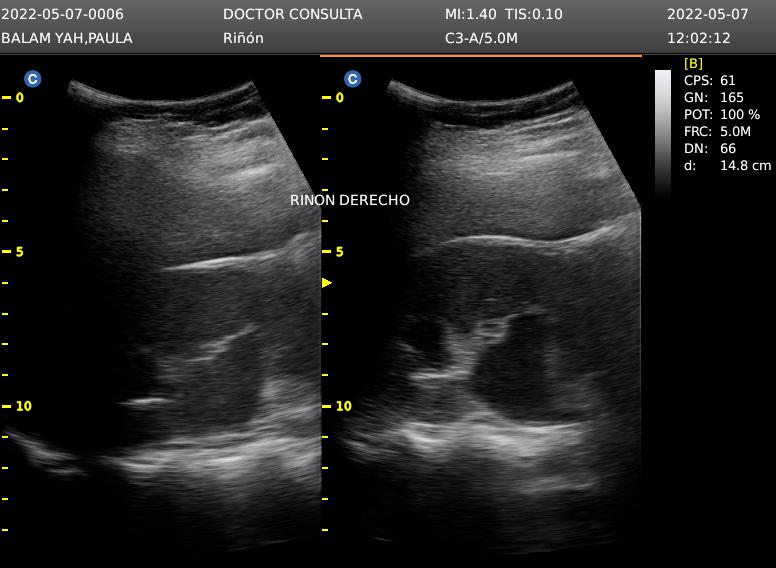 2022-05-07-0006 DOCTOR CONSULTA MI:1.40 TIS:0.10 2022-05-07
BALAM YAH,PAULA Riñón C3-A/5.0M 12:02:12
C C [B]
0 0 CPS: 61
GN: 165
POT: 100 %
FRC: 5.0M
DN: 66
d: 14.8 cm
RINON DERECHO
5 5
10 10